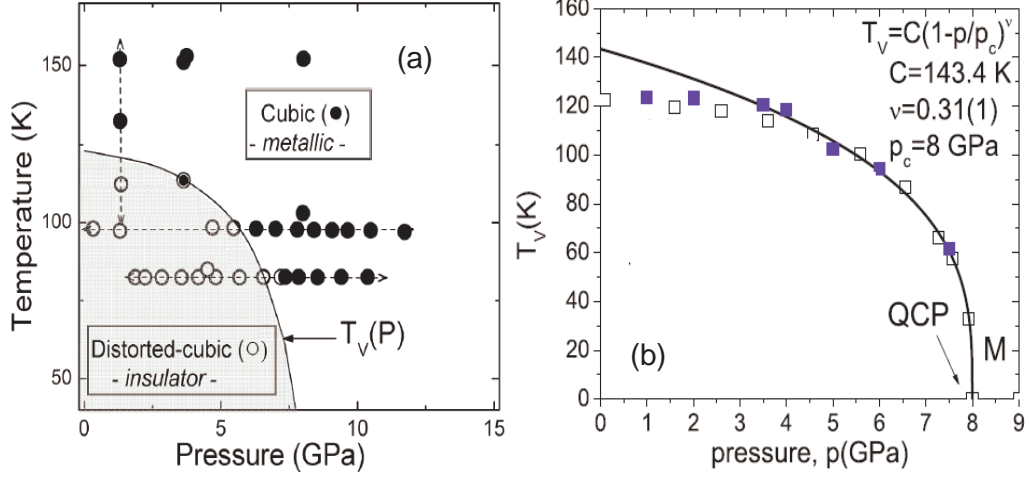 (a)
150
100
50
Temperature (K)
Cubic (●)
- metallic -
Distorted-cubic (○)
- insulator -
T_V(P)
0 5 10 15
Pressure (GPa)
160
140
120
100
80
60
40
20
0
T_V(K)
T_V=C(1-p/p_c)^ν
C=143.4 K
ν=0.31(1)
p_c=8 GPa
QCP
M
(b)
0 1 2 3 4 5 6 7 8 9
pressure, p(GPa)